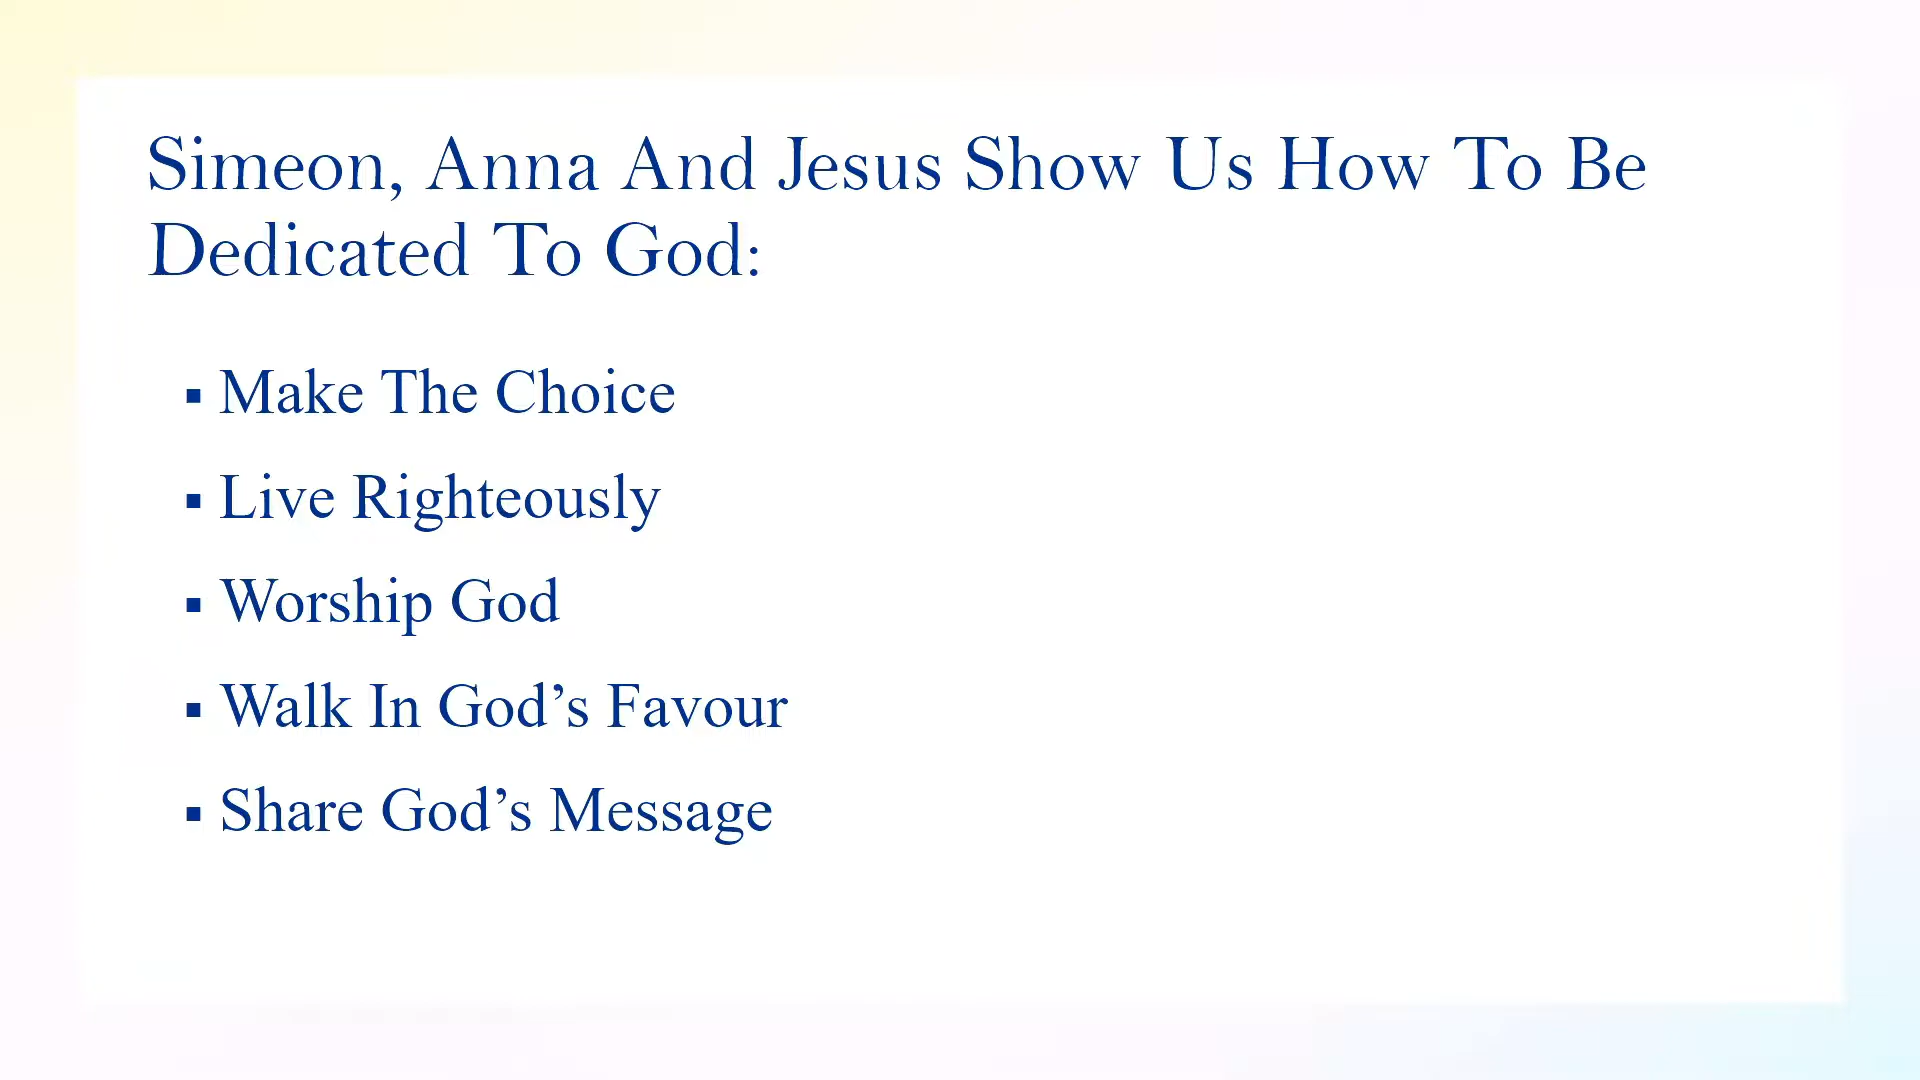 Simeon, Anna And Jesus Show Us How To Be
Dedicated To God:
▪ Make The Choice
▪ Live Righteously
▪ Worship God
▪ Walk In God’s Favour
▪ Share God’s Message